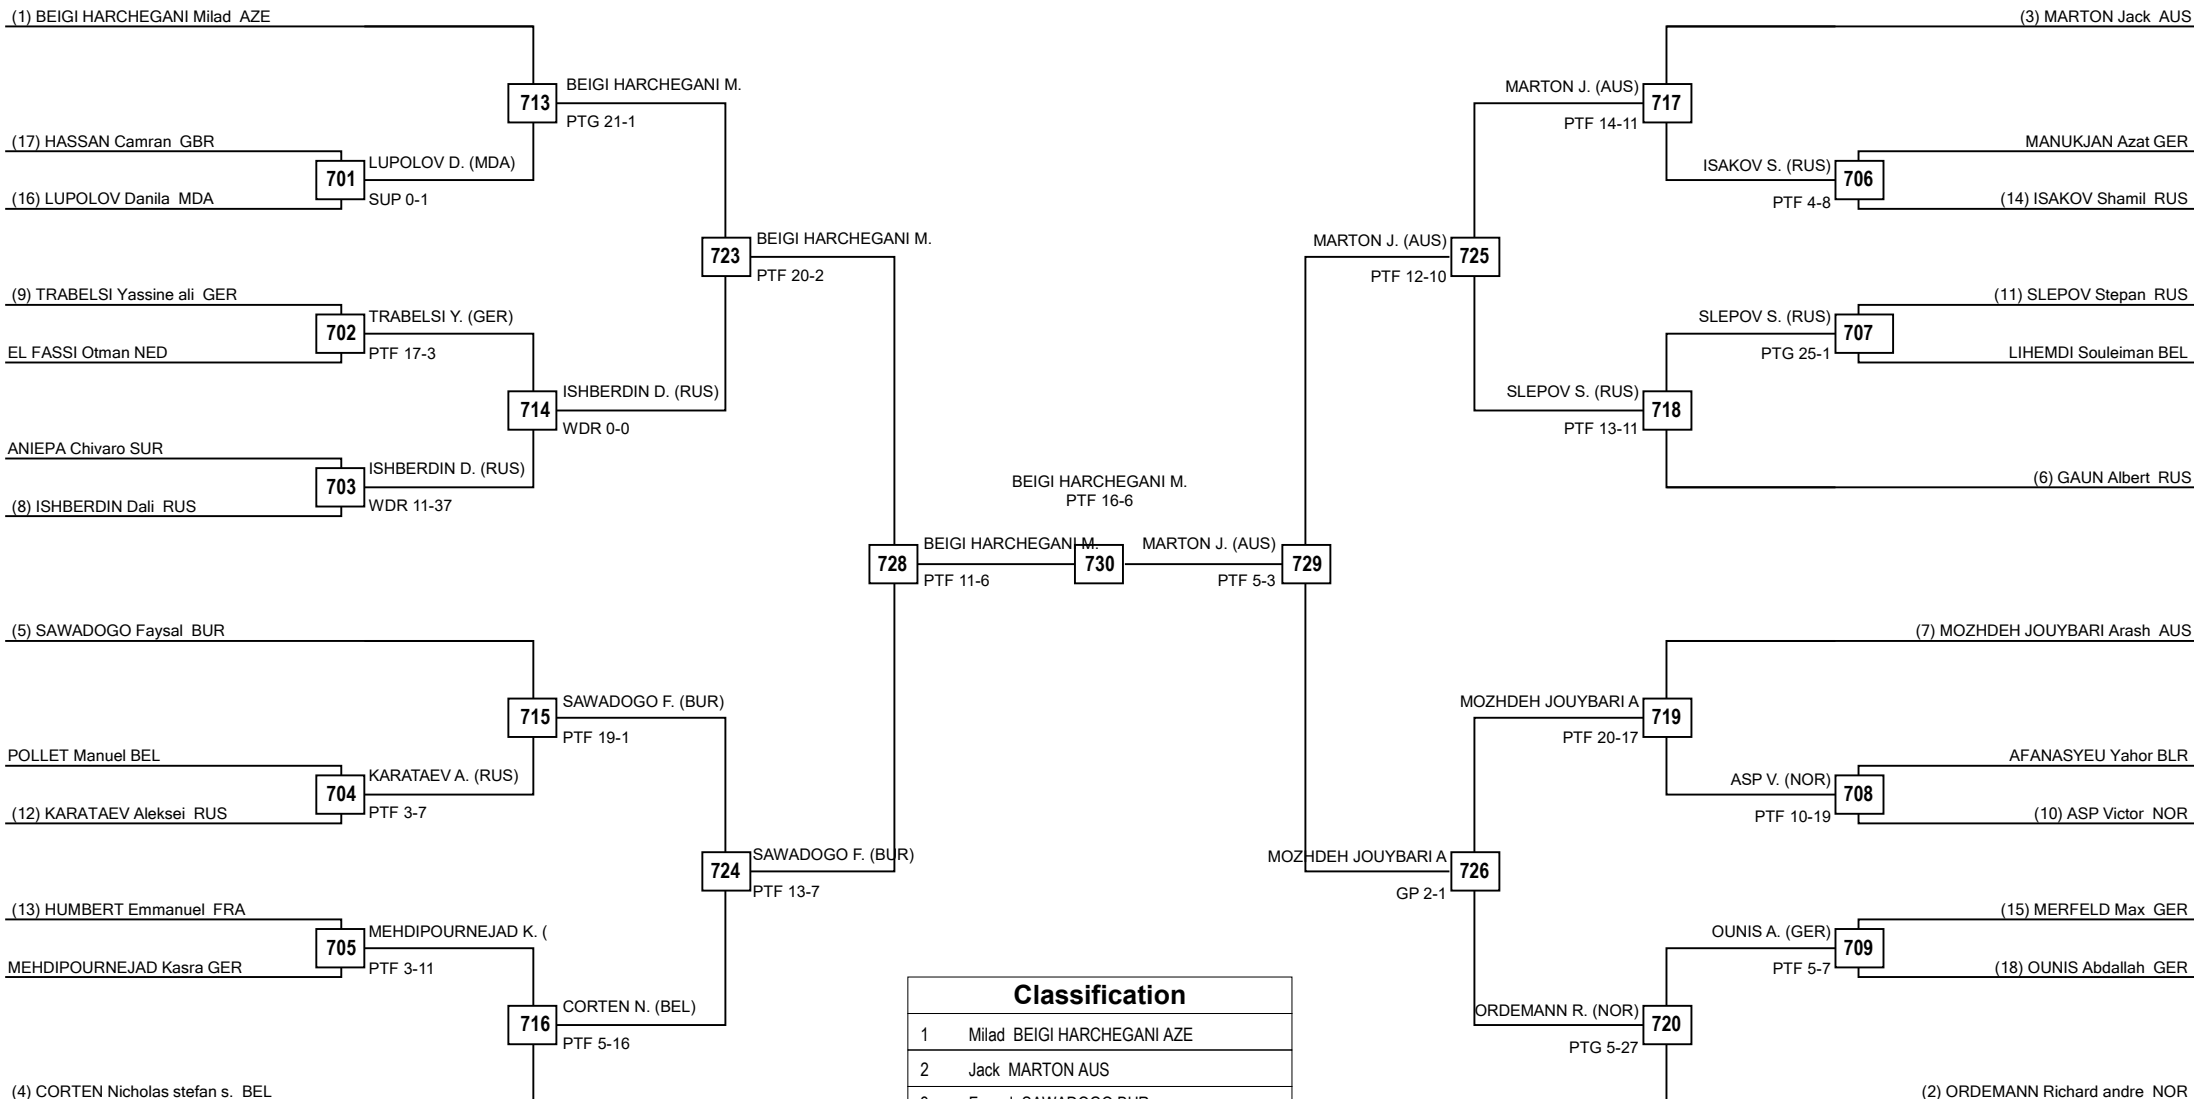 (1) BEIGI HARCHEGANI Milad AZE
(3) MARTON Jack AUS
BEIGI HARCHEGANI M.
713
PTG 21-1
MARTON J. (AUS)
717
PTF 14-11
(17) HASSAN Camran GBR
701
LUPOLOV D. (MDA)
SUP 0-1
(16) LUPOLOV Danila MDA
MANUKJAN Azat GER
ISAKOV S. (RUS)
706
PTF 4-8
(14) ISAKOV Shamil RUS
723
BEIGI HARCHEGANI M.
PTF 20-2
MARTON J. (AUS)
725
PTF 12-10
(9) TRABELSI Yassine ali GER
702
TRABELSI Y. (GER)
PTF 17-3
EL FASSI Otman NED
(11) SLEPOV Stepan RUS
SLEPOV S. (RUS)
707
PTG 25-1
LIHEMDI Souleiman BEL
714
ISHBERDIN D. (RUS)
WDR 0-0
SLEPOV S. (RUS)
718
PTF 13-11
ANIEPA Chivaro SUR
703
ISHBERDIN D. (RUS)
WDR 11-37
(8) ISHBERDIN Dali RUS
(6) GAUN Albert RUS
BEIGI HARCHEGANI M.
PTF 16-6
728
BEIGI HARCHEGANI M.
PTF 11-6
730
MARTON J. (AUS)
729
PTF 5-3
(5) SAWADOGO Faysal BUR
(7) MOZHDEH JOUYBARI Arash AUS
715
SAWADOGO F. (BUR)
PTF 19-1
MOZHDEH JOUYBARI A
719
PTF 20-17
POLLET Manuel BEL
704
KARATAEV A. (RUS)
PTF 3-7
(12) KARATAEV Aleksei RUS
AFANASYEU Yahor BLR
ASP V. (NOR)
708
PTF 10-19
(10) ASP Victor NOR
724
SAWADOGO F. (BUR)
PTF 13-7
MOZHDEH JOUYBARI A
726
GP 2-1
(13) HUMBERT Emmanuel FRA
705
MEHDIPOURNEJAD K. (
PTF 3-11
MEHDIPOURNEJAD Kasra GER
(15) MERFELD Max GER
OUNIS A. (GER)
709
PTF 5-7
(18) OUNIS Abdallah GER
716
CORTEN N. (BEL)
PTF 5-16
ORDEMANN R. (NOR)
720
PTG 5-27
(4) CORTEN Nicholas stefan s. BEL
(2) ORDEMANN Richard andre NOR
Classification
1 Milad BEIGI HARCHEGANI AZE
2 Jack MARTON AUS